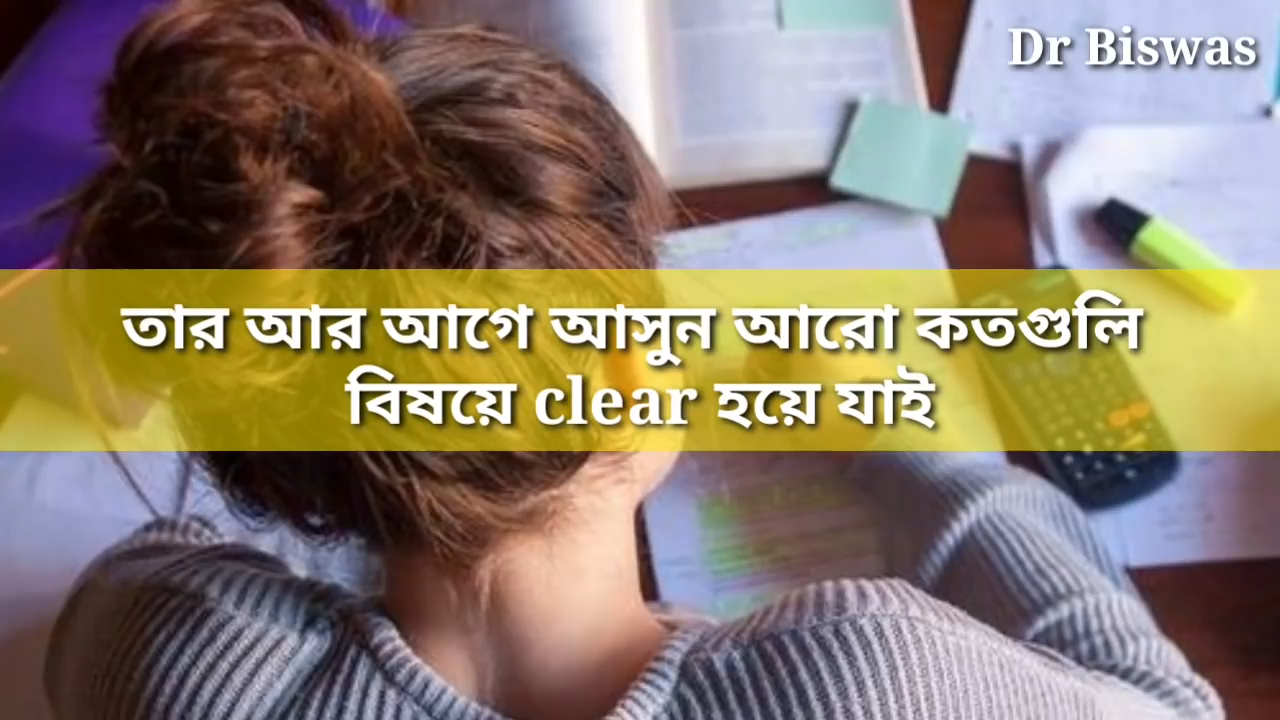 Dr Biswas
তার আর আগে আসুন আরো কতগুলি
বিষয়ে clear হয়ে যাই